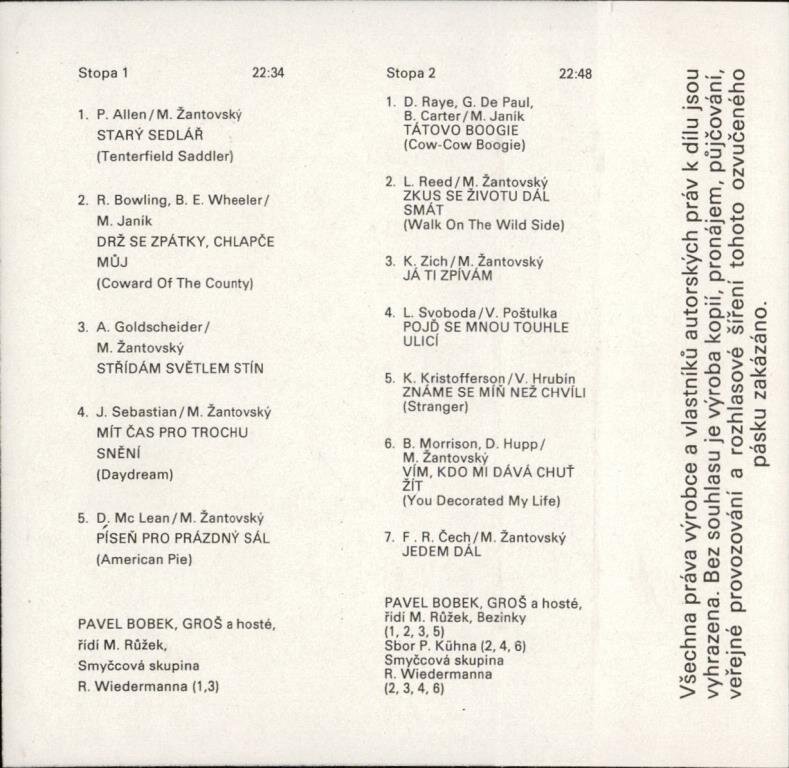 Stopa 1 22:34
1. P. Allen/M. Žantovský
STARÝ SEDLÁŘ
(Tenterfield Saddler)
2. R. Bowling, B. E. Wheeler/
M. Janík
DRŽ SE ZPÁTKY, CHLAPČE
MŮJ
(Coward Of The County)
3. A. Goldscheider/
M. Žantovský
STŘÍDÁM SVĚTLEM STÍN
4. J. Sebastian/M. Žantovský
MÍT ČAS PRO TROCHU
SNĚNÍ
(Daydream)
5. D. Mc Lean/M. Žantovský
PÍSEŇ PRO PRÁZDNÝ SÁL
(American Pie)
PAVEL BOBEK, GROŠ a hosté,
řídí M. Růžek,
Smyčcová skupina
R. Wiedermanna (1,3)
Stopa 2 22:48
1. D. Raye, G. De Paul,
B. Carter/M. Janík
TÁTOVO BOOGIE
(Cow-Cow Boogie)
2. L. Reed/M. Žantovský
ZKUS SE ŽIVOTU DÁL
SMÁT
(Walk On The Wild Side)
3. K. Zich/M. Žantovský
JÁ TI ZPÍVÁM
4. L. Svoboda/V. Poštulka
POJĎ SE MNOU TOUHLE
ULICÍ
5. K. Kristofferson/V. Hrubín
ZNÁME SE MÍŇ NEŽ CHVÍLI
(Stranger)
6. B. Morrison, D. Hupp/
M. Žantovský
VÍM, KDO MI DÁVÁ CHUŤ
ŽÍT
(You Decorated My Life)
7. F. R. Čech/M. Žantovský
JEDEM DÁL
PAVEL BOBEK, GROŠ a hosté,
řídí M. Růžek, Bezinky
(1, 2, 3, 5)
Sbor P. Kühna (2, 4, 6)
Smyčcová skupina
R. Wiedermanna
(2, 3, 4, 6)
Všechna práva výrobce a vlastníků autorských práv k dílu jsou
vyhrazena. Bez souhlasu je výroba kopií, pronájem, půjčování,
veřejné provozování a rozhlasové šíření tohoto ozvučeného
pásku zakázáno.